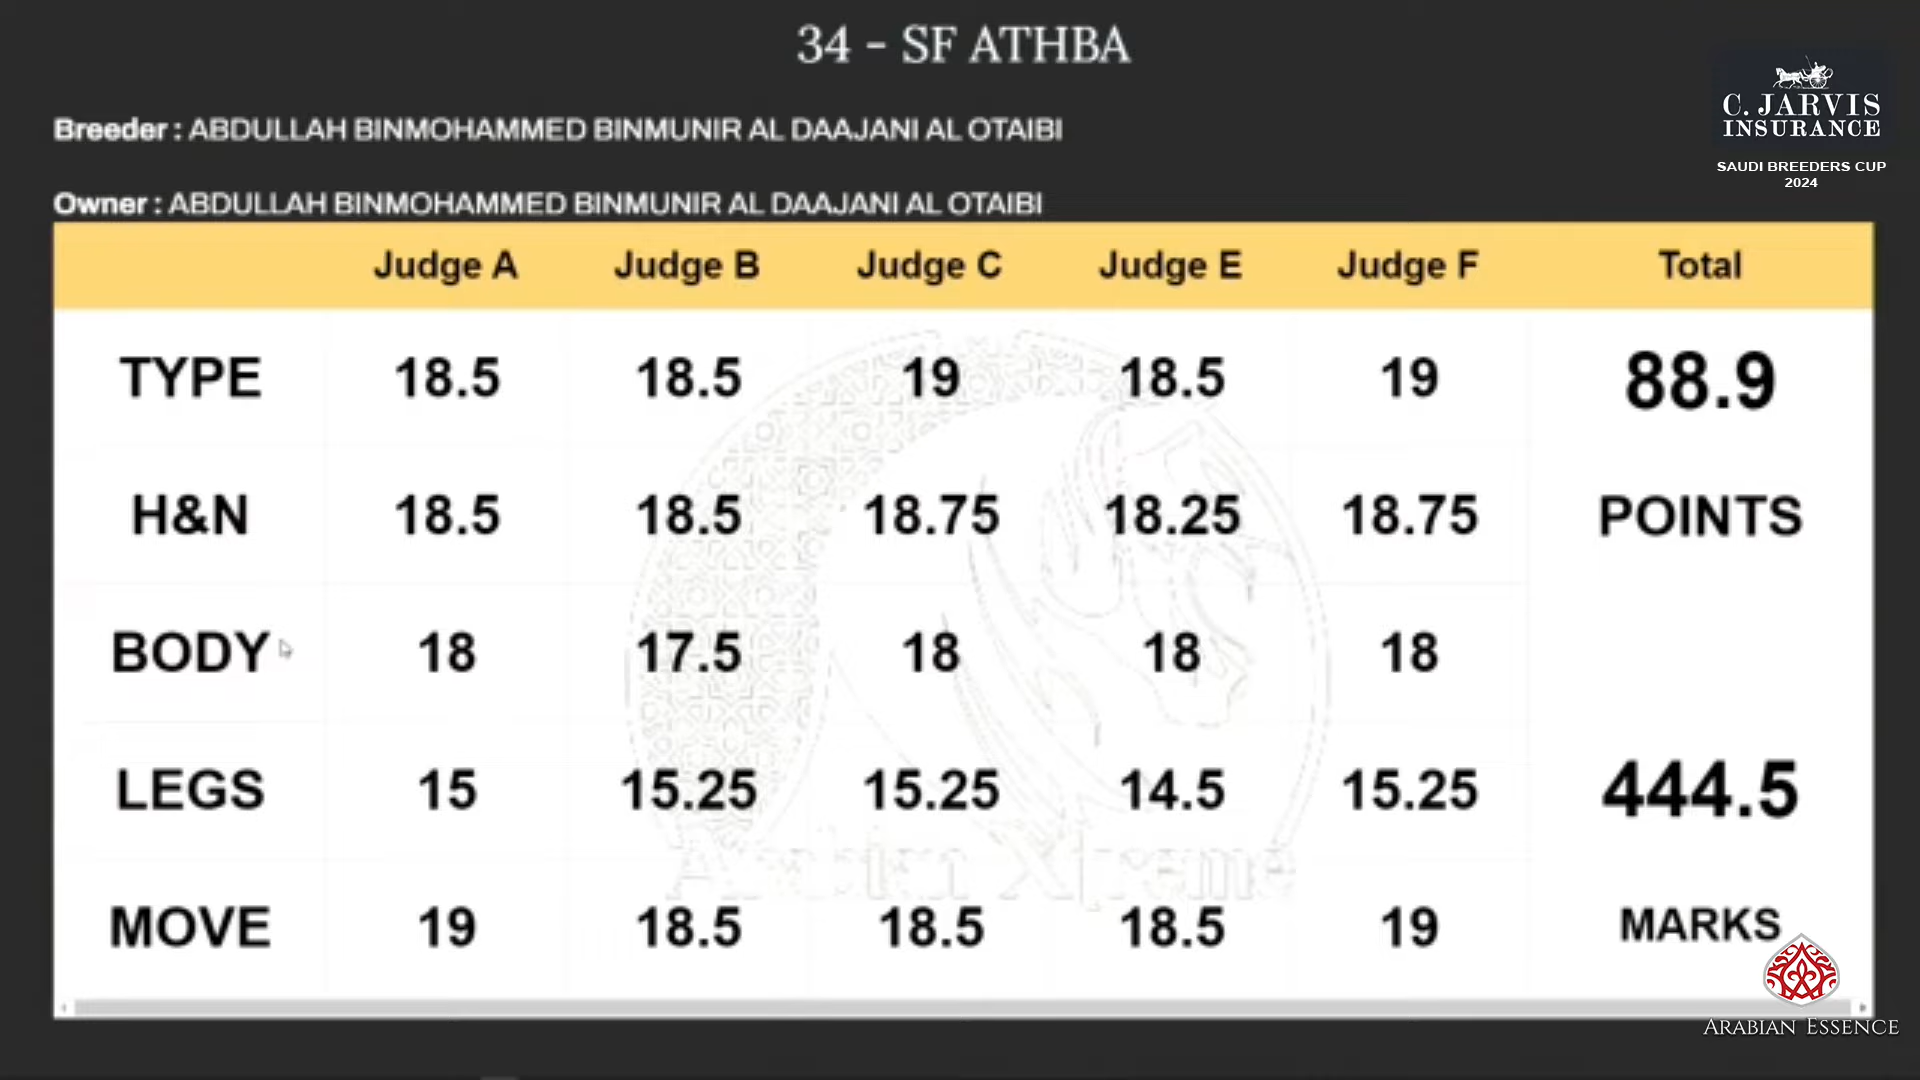 34 - SF ATHBA
C. JARVIS
INSURANCE
SAUDI BREEDERS CUP
2024
Breeder : ABDULLAH BINMOHAMMED BINMUNIR AL DAAJANI AL OTAIBI
Owner : ABDULLAH BINMOHAMMED BINMUNIR AL DAAJANI AL OTAIBI
Judge A Judge B Judge C Judge E Judge F Total
TYPE 18.5 18.5 19 18.5 19 88.9
H&N 18.5 18.5 18.75 18.25 18.75 POINTS
BODY 18 17.5 18 18 18
LEGS 15 15.25 15.25 14.5 15.25 444.5
Arabian Xtreme
MOVE 19 18.5 18.5 18.5 19 MARKS
ARABIAN ESSENCE